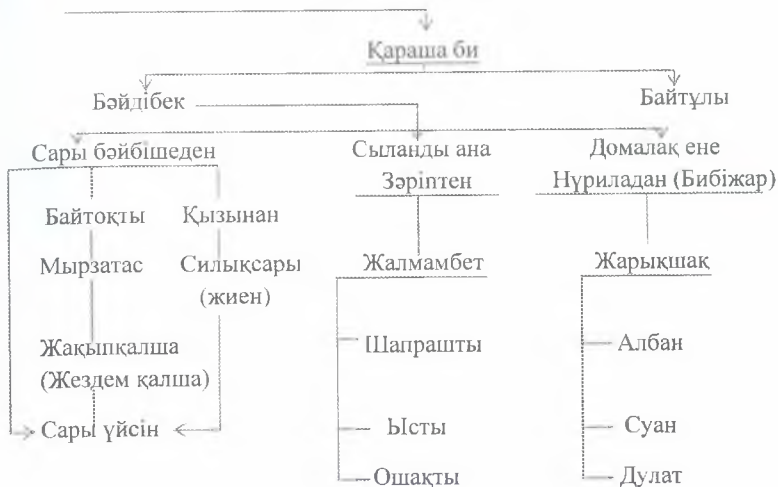 Қараша би
Бәйдібек
Байтұлы
Сары бәйбішеден
Сыланды ана
Зәріптен
Домалақ ене
Нұриладан (Бибіжар)
Байтоқты
Қызынан
Мырзатас
Силықсары
(жиен)
Жалмамбет
Жарықшақ
Жақыпқалша
(Жездем қалша)
Шапрашты
Албан
Сары үйсін
Ысты
Суан
Ошақты
Дулат